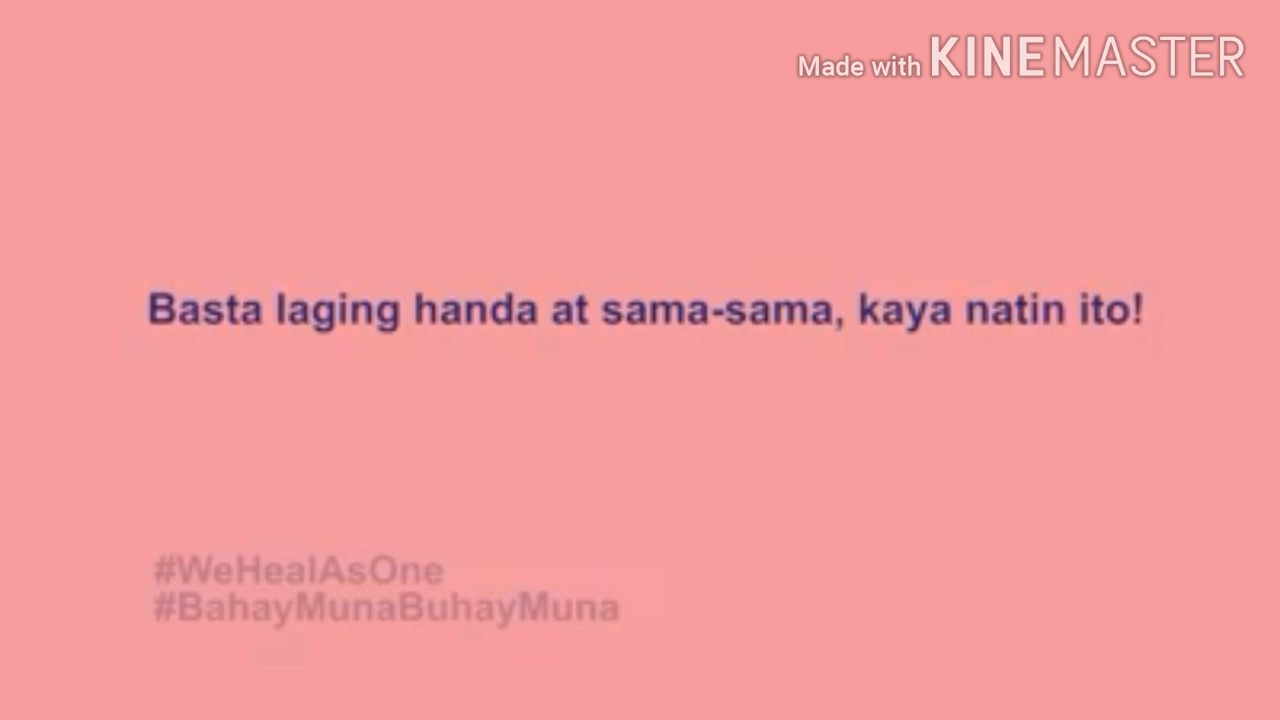 Made with KINEMASTER
Basta laging handa at sama-sama, kaya natin ito!
#WeHealAsOne
#BahayMunaBuhayMuna